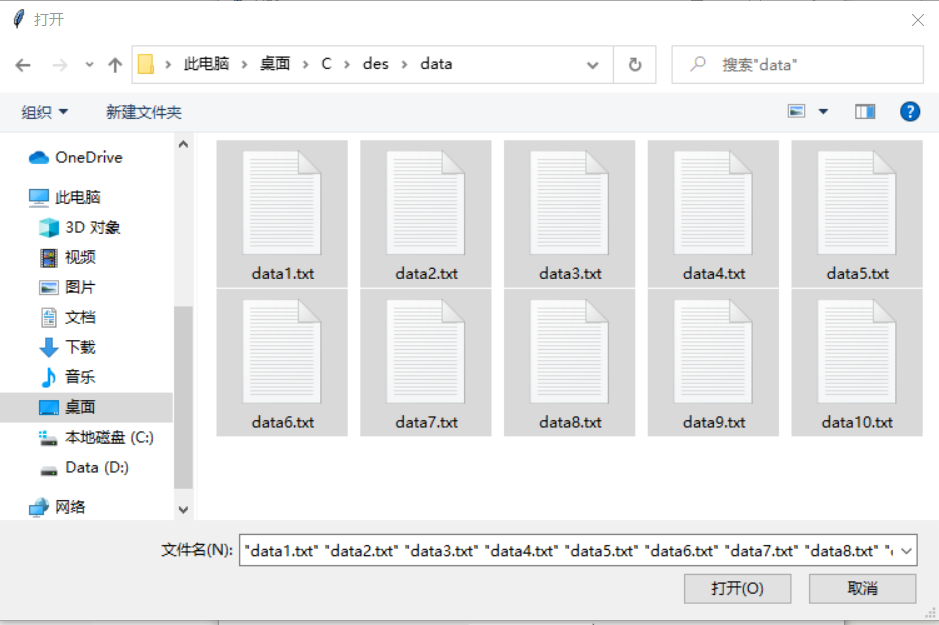 打开
此电脑 › 桌面 › C › des › data
搜索"data"
组织
新建文件夹
?
OneDrive
此电脑
3D 对象
视频
图片
文档
下载
音乐
桌面
本地磁盘 (C:)
Data (D:)
网络
data1.txt data2.txt data3.txt data4.txt data5.txt
data6.txt data7.txt data8.txt data9.txt data10.txt
文件名(N): "data1.txt" "data2.txt" "data3.txt" "data4.txt" "data5.txt" "data6.txt" "data7.txt" "data8.txt"
打开(O) 取消